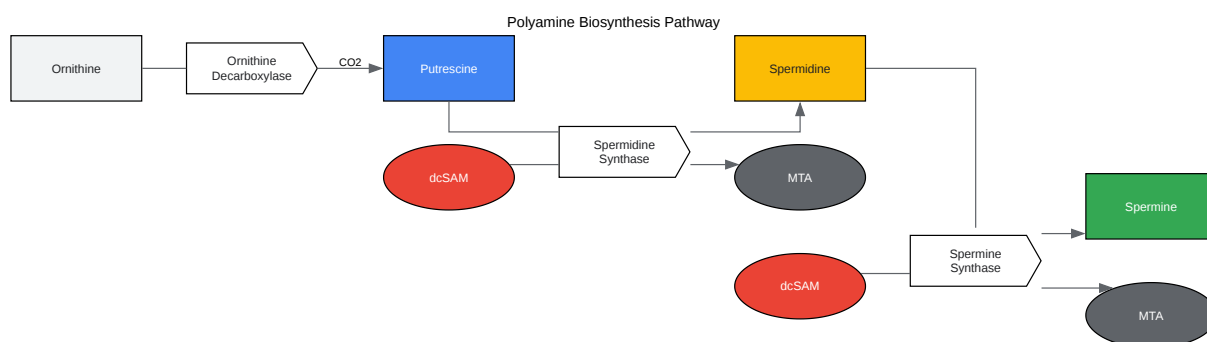 Polyamine Biosynthesis Pathway
Ornithine
Ornithine
Decarboxylase
CO2
Putrescine
Spermidine
dcSAM
Spermidine
Synthase
MTA
Spermine
dcSAM
Spermine
Synthase
MTA